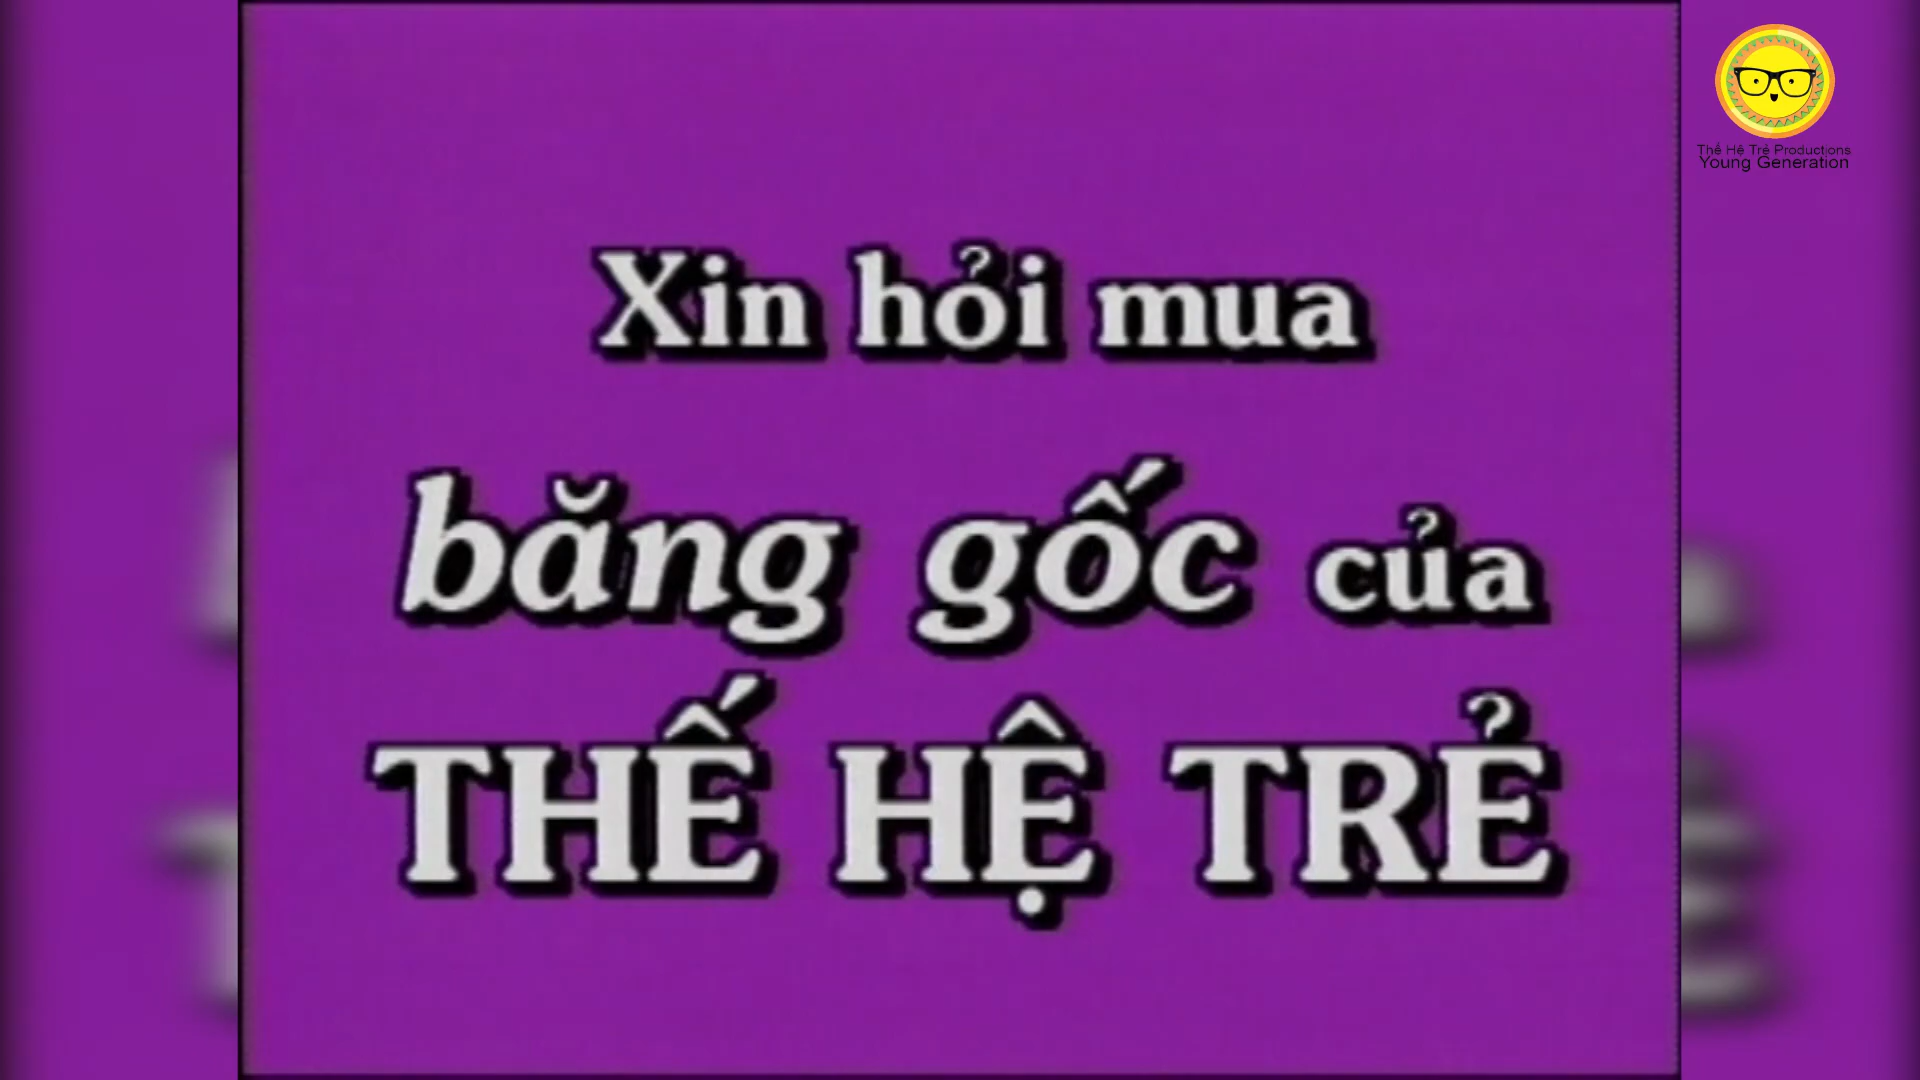 Xin hỏi mua
băng gốc của
THẾ HỆ TRẺ
Thế Hệ Trẻ Productions
Young Generation